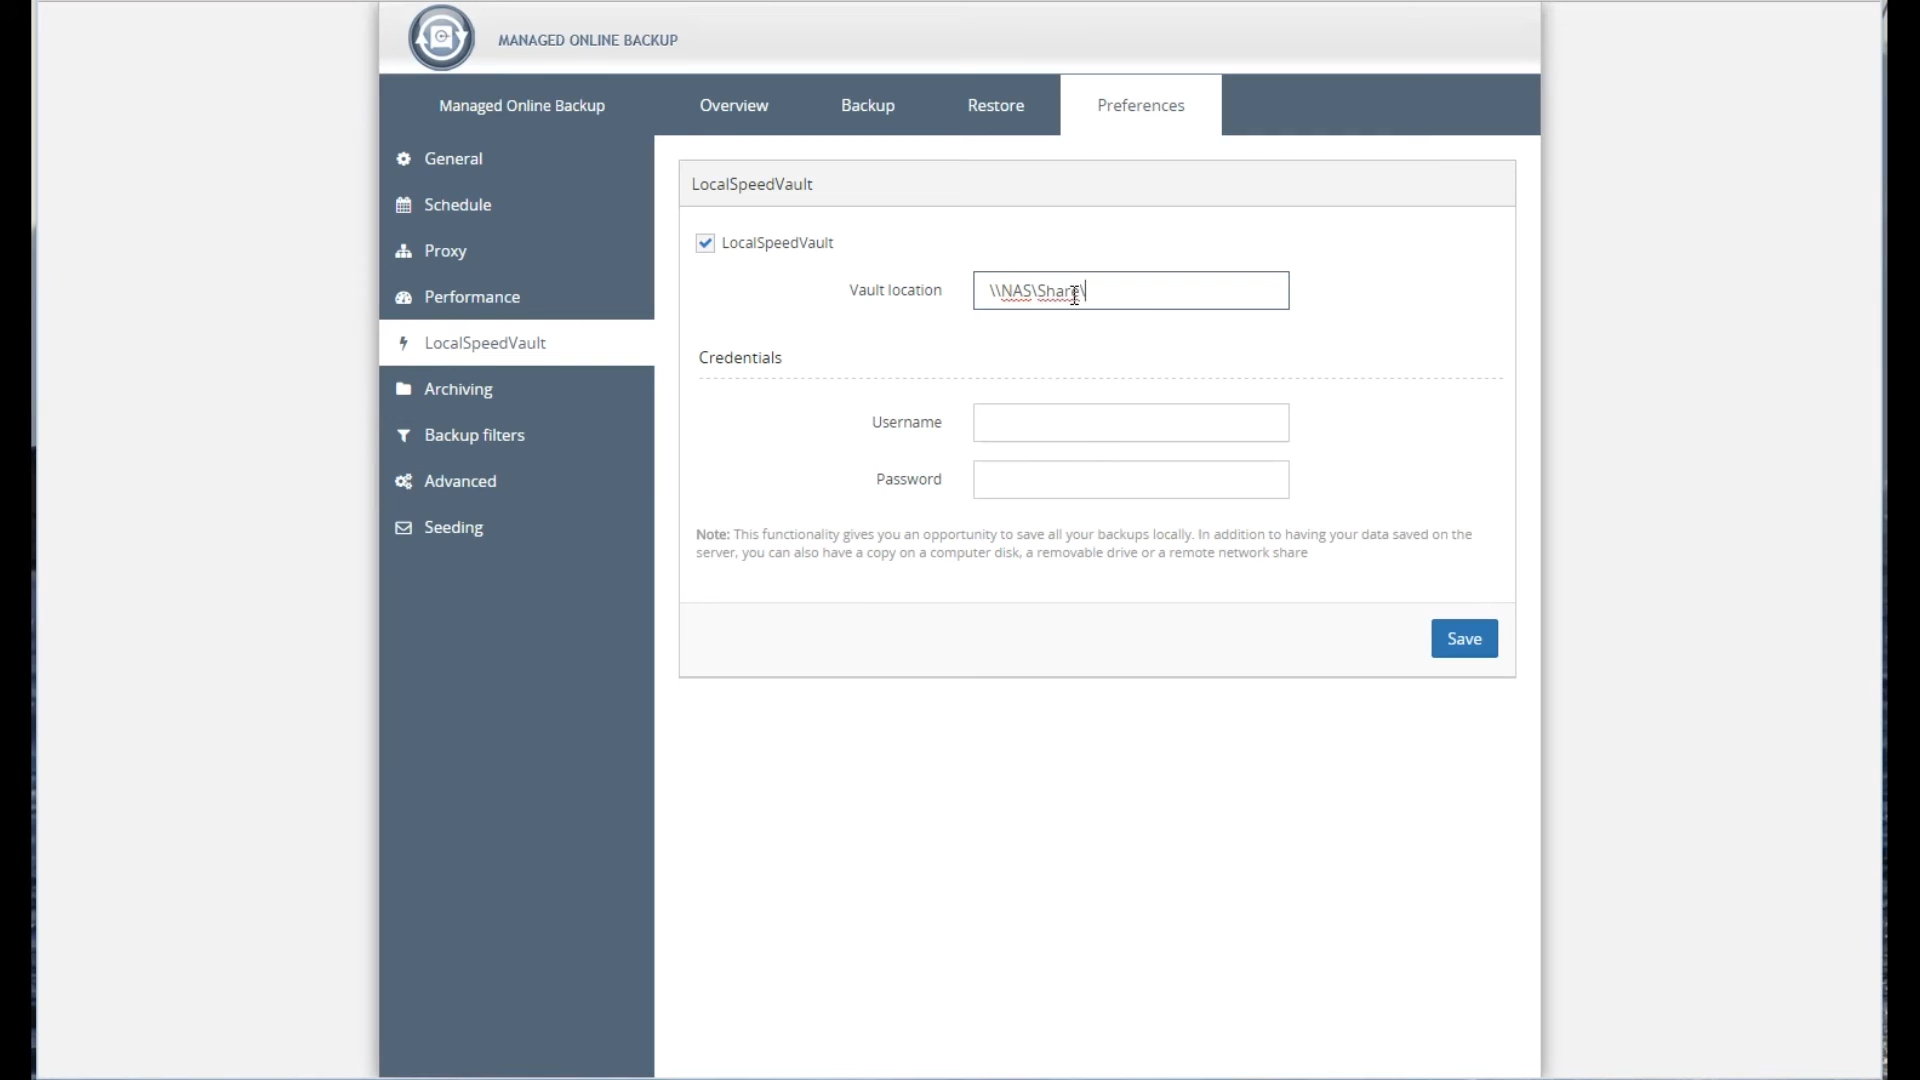 MANAGED ONLINE BACKUP
Managed Online Backup
Overview
Backup
Restore
Preferences
General
Schedule
Proxy
Performance
LocalSpeedVault
Archiving
Backup filters
Advanced
Seeding
LocalSpeedVault
LocalSpeedVault
Vault location
\\NAS\Share\
Credentials
Username
Password
Note: This functionality gives you an opportunity to save all your backups locally. In addition to having your data saved on the
server, you can also have a copy on a computer disk, a removable drive or a remote network share
Save